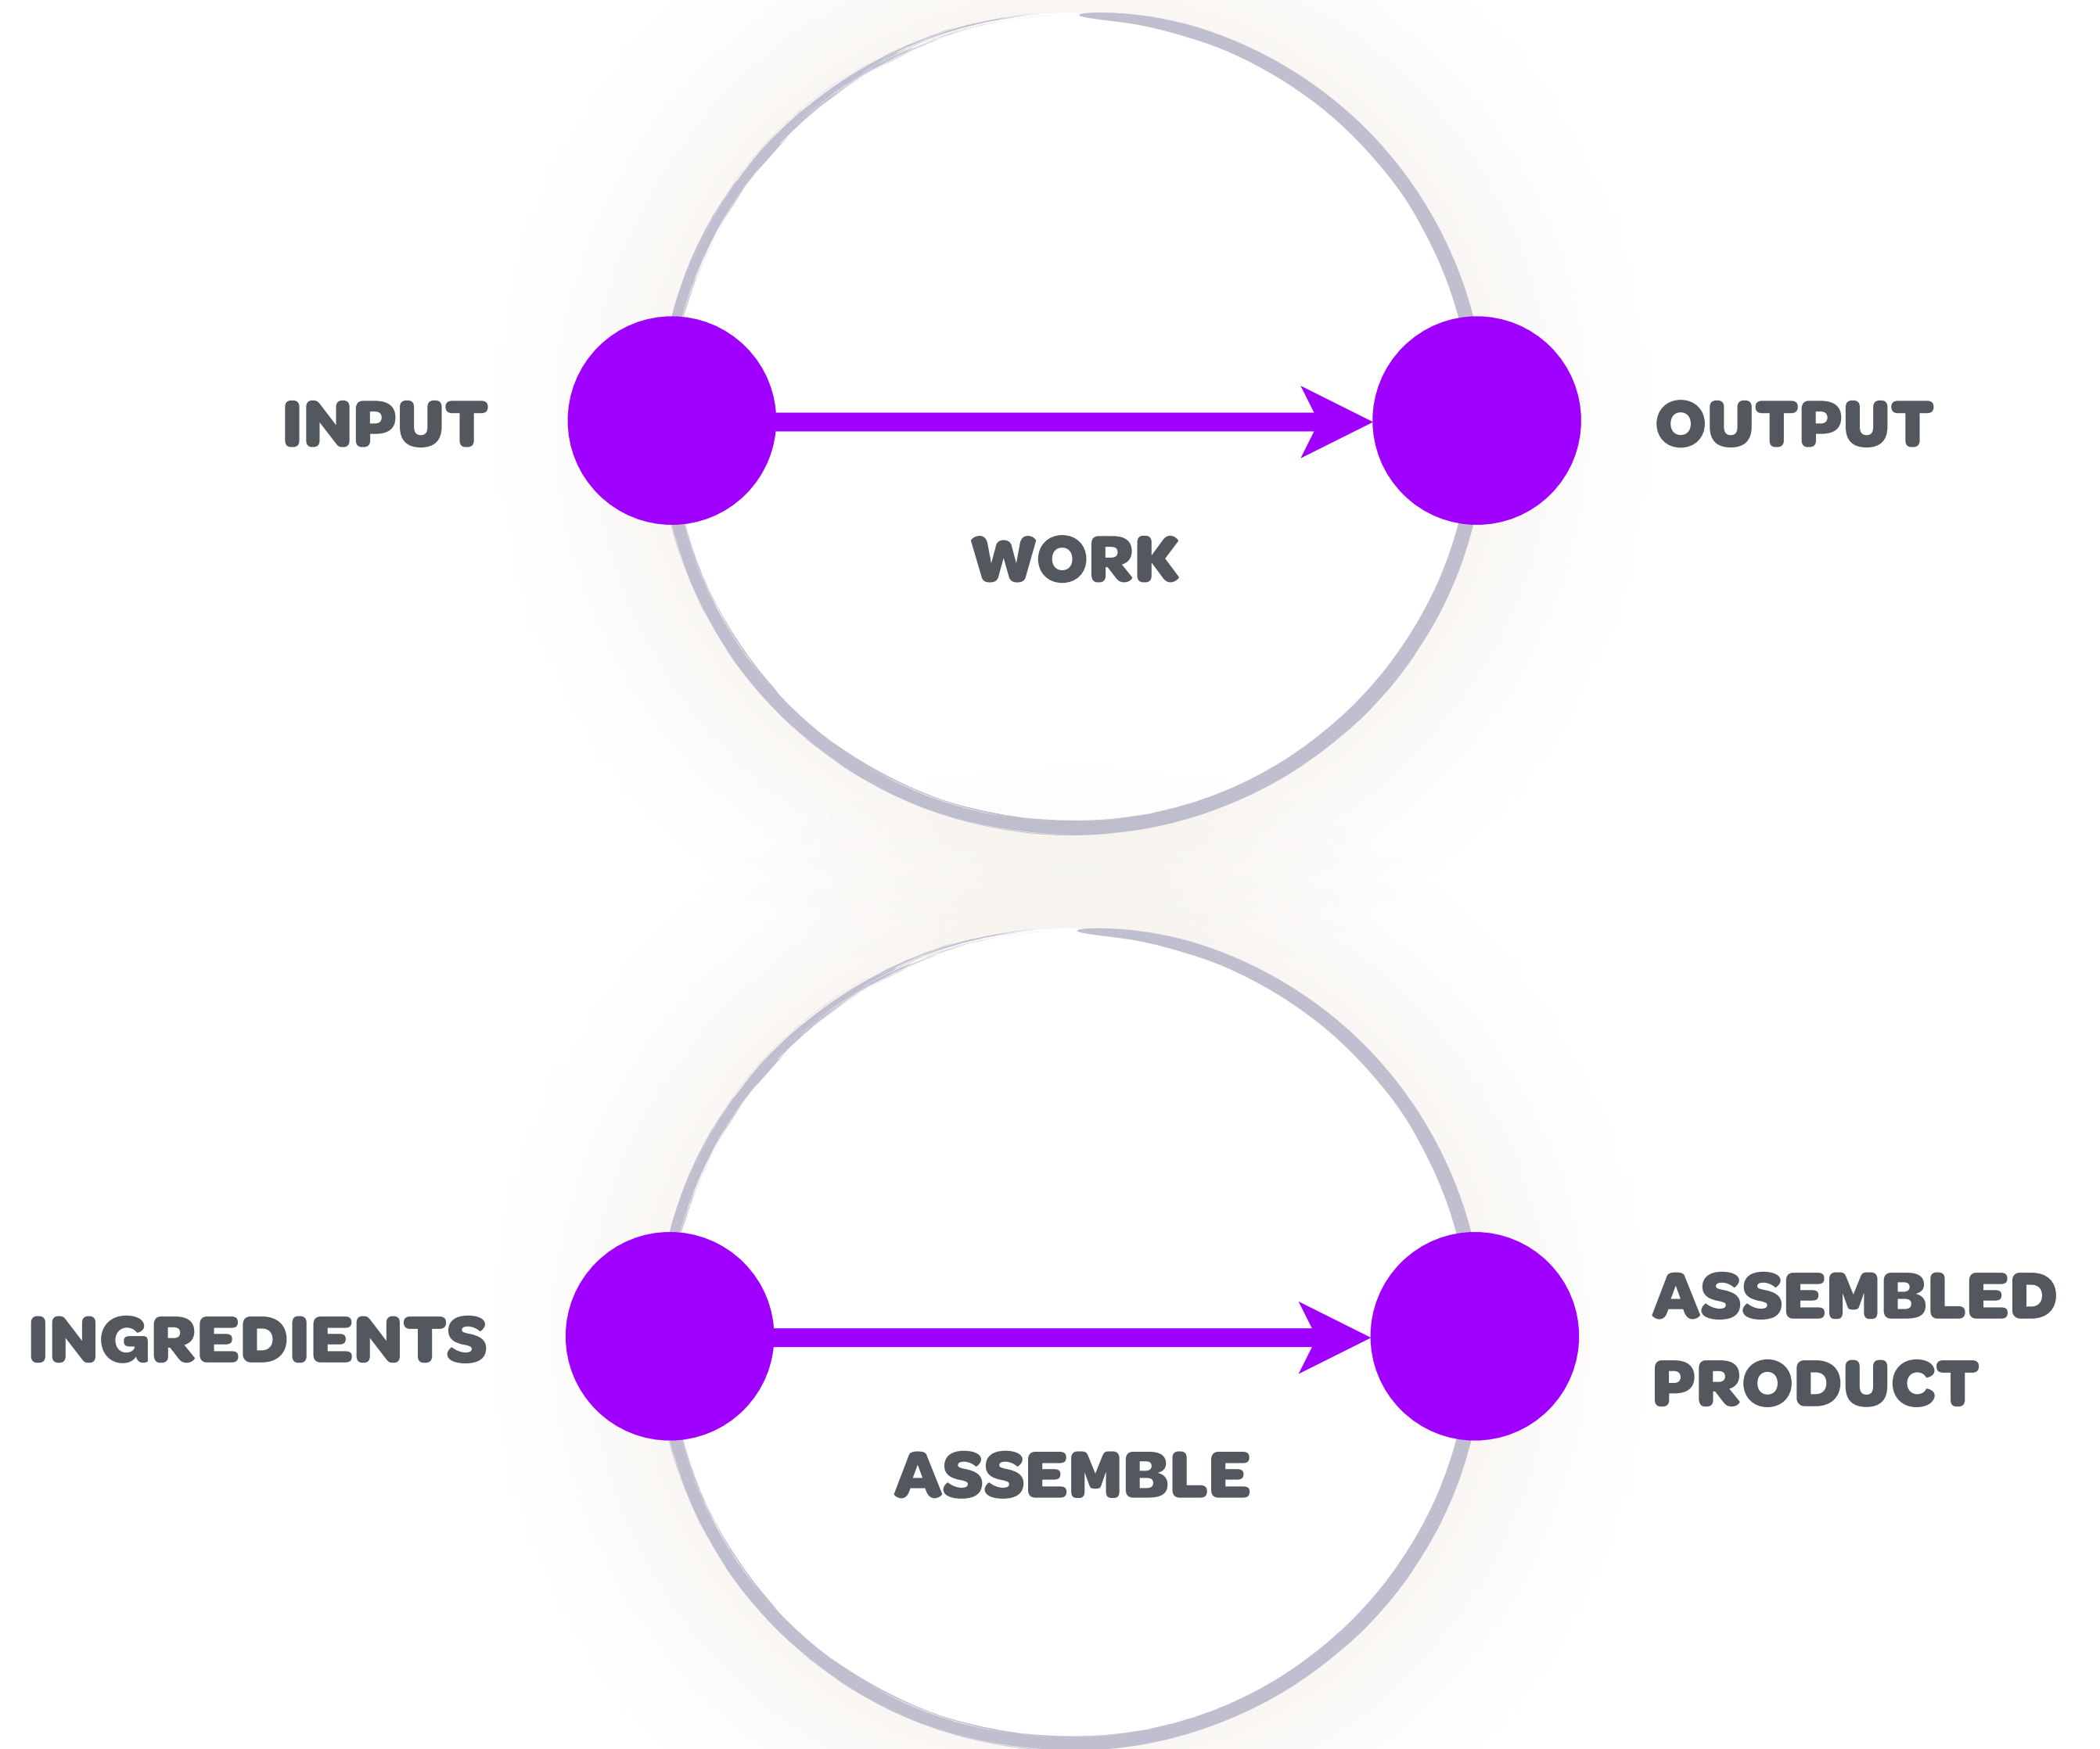 INPUT
OUTPUT
WORK
INGREDIENTS
ASSEMBLED
PRODUCT
ASSEMBLE